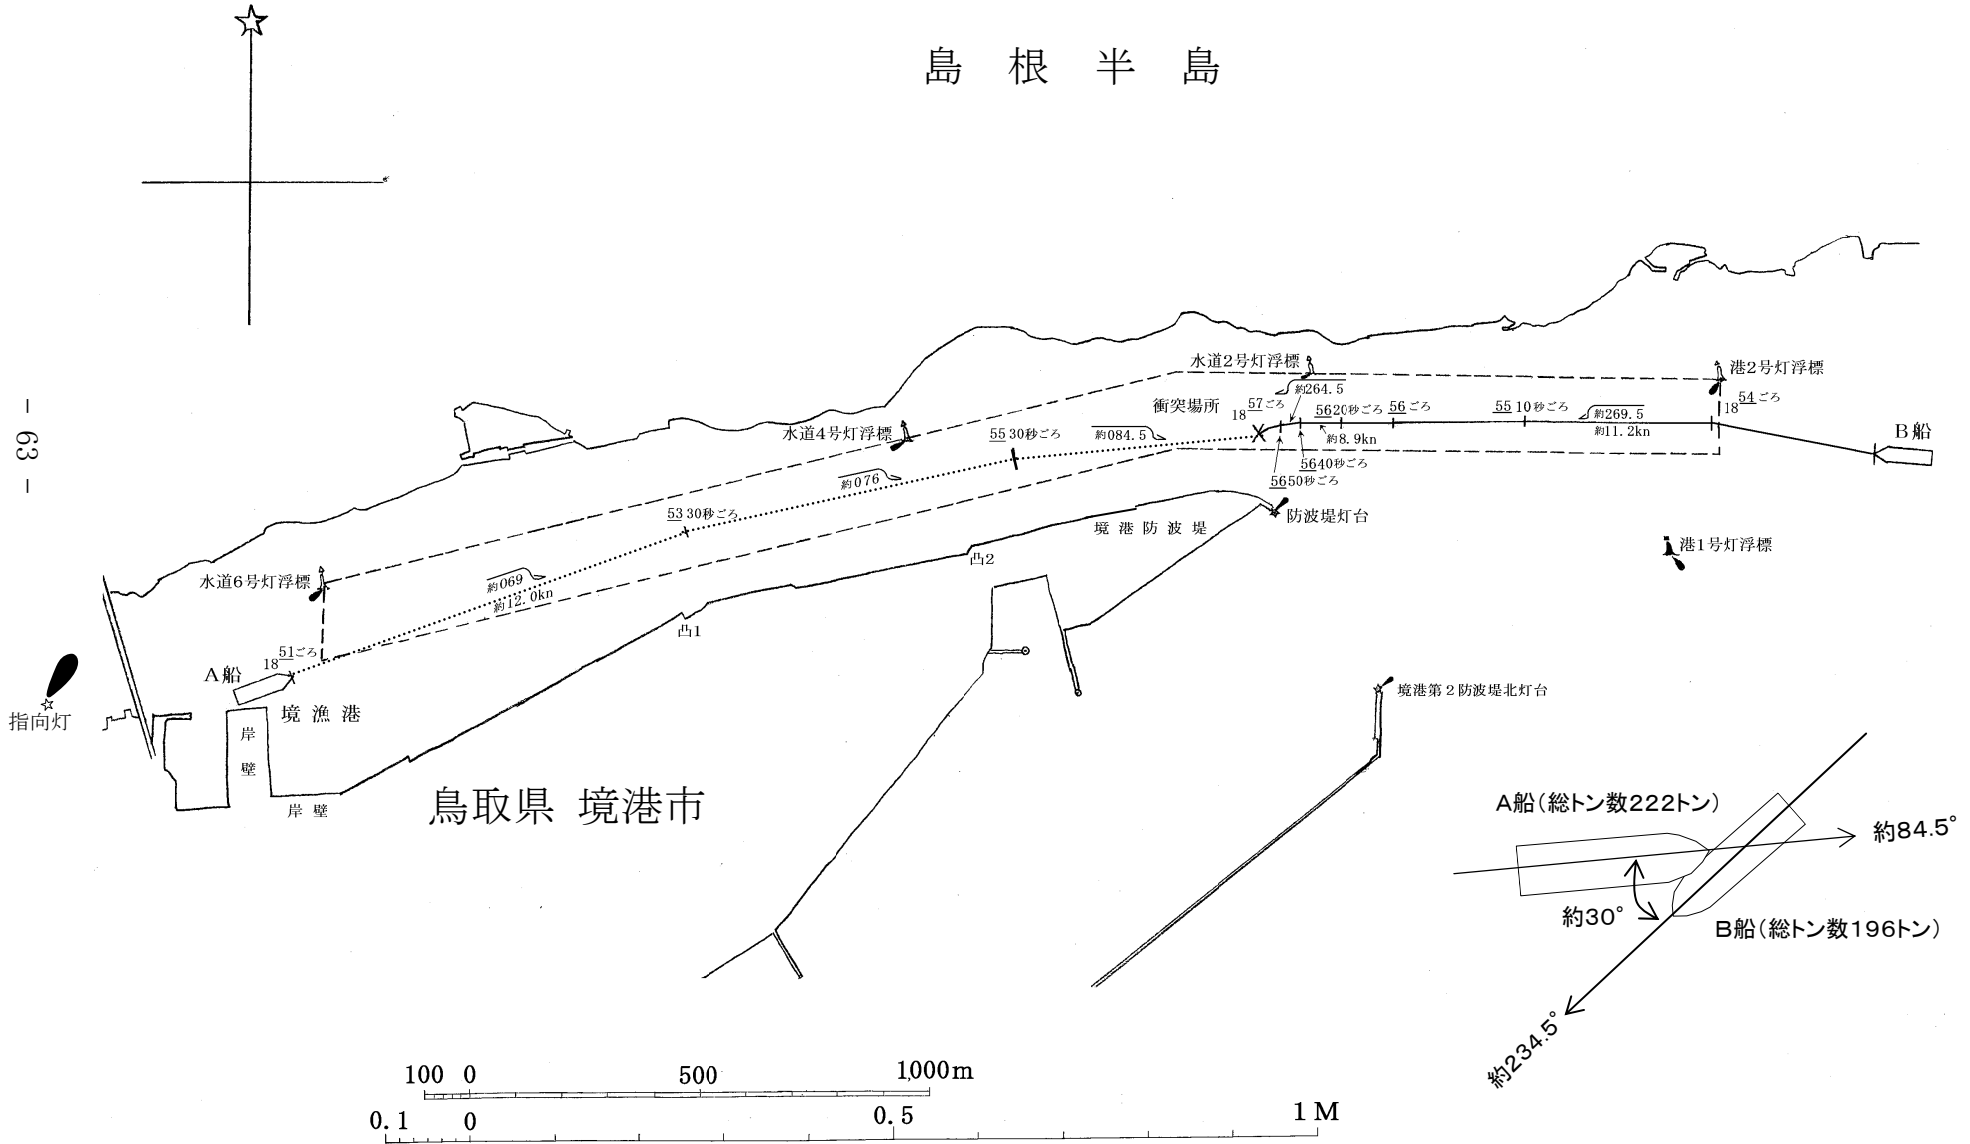 島根半島
- 63 -
水道2号灯浮標
港2号灯浮標
約264.5
衝突場所
18 57ごろ
5620秒ごろ
56ごろ
55 10秒ごろ
約269.5
18 54ごろ
約8.9kn
約11.2kn
B船
水道4号灯浮標
55 30秒ごろ
約084.5
5640秒ごろ
5650秒ごろ
約076
53 30秒ごろ
防波堤灯台
境港防波堤
港1号灯浮標
凸2
水道6号灯浮標
約069
約12.0kn
凸1
18 51ごろ
A船
指向灯
境漁港
岸壁
岸壁
境港第2防波堤北灯台
鳥取県 境港市
A船(総トン数222トン)
約84.5°
約30°
B船(総トン数196トン)
約234.5°
100 0 500 1,000m
0.1 0 0.5 1M